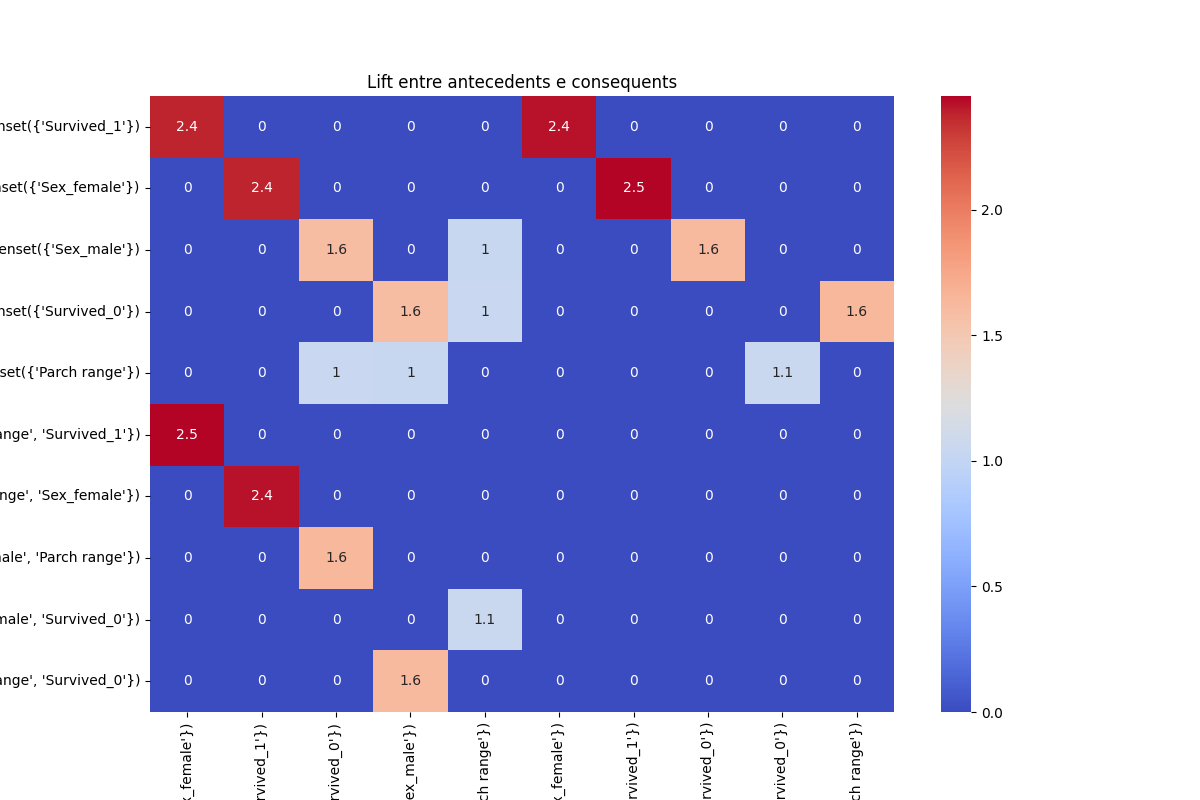 Lift entre antecedents e consequents
nset({'Survived_1'}) 2.4 0 0 0 0 2.4 0 0 0 0
nset({'Sex_female'}) 0 2.4 0 0 0 0 2.5 0 0 0
enset({'Sex_male'}) 0 0 1.6 0 1 0 0 1.6 0 0
nset({'Survived_0'}) 0 0 0 1.6 1 0 0 0 0 1.6
set({'Parch range'}) 0 0 1 1 0 0 0 0 1.1 0
ange', 'Survived_1'}) 2.5 0 0 0 0 0 0 0 0 0
nge', 'Sex_female'}) 0 2.4 0 0 0 0 0 0 0 0
nale', 'Parch range'}) 0 0 1.6 0 0 0 0 0 0 0
male', 'Survived_0'}) 0 0 0 0 1.1 0 0 0 0 0
ange', 'Survived_0'}) 0 0 0 1.6 0 0 0 0 0 0
x_female'})
rvived_1'})
rvived_0'})
ex_male'})
ch range'})
x_female'})
rvived_1'})
rvived_0'})
rvived_0'})
ch range'})
2.0
1.5
1.0
0.5
0.0